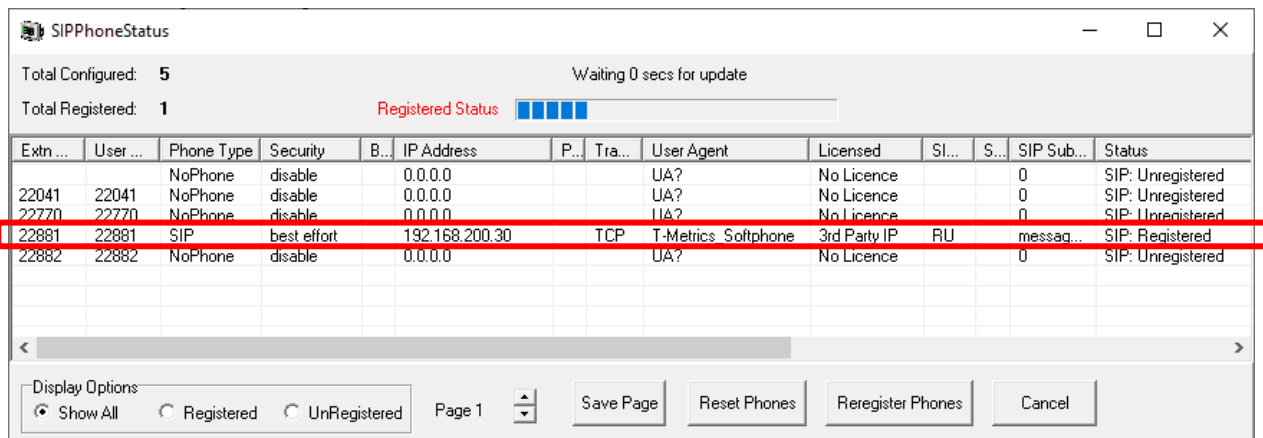 SIPPhoneStatus
Total Configured: 5 Waiting 0 secs for update
Total Registered: 1 Registered Status
Extn ... User ... Phone Type Security B... IP Address P... Tra... User Agent Licensed SI... S... SIP Sub... Status
NoPhone disable 0.0.0.0 UA? No Licence 0 SIP: Unregistered
22041 22041 NoPhone disable 0.0.0.0 UA? No Licence 0 SIP: Unregistered
22770 22770 NoPhone disable 0.0.0.0 UA? No Licence 0 SIP: Unregistered
22881 22881 SIP best effort 192.168.200.30 TCP T-Metrics Softphone 3rd Party IP RU messag... SIP: Registered
22882 22882 NoPhone disable 0.0.0.0 UA? No Licence 0 SIP: Unregistered
Display Options
Show All Registered UnRegistered Page 1 Save Page Reset Phones Reregister Phones Cancel